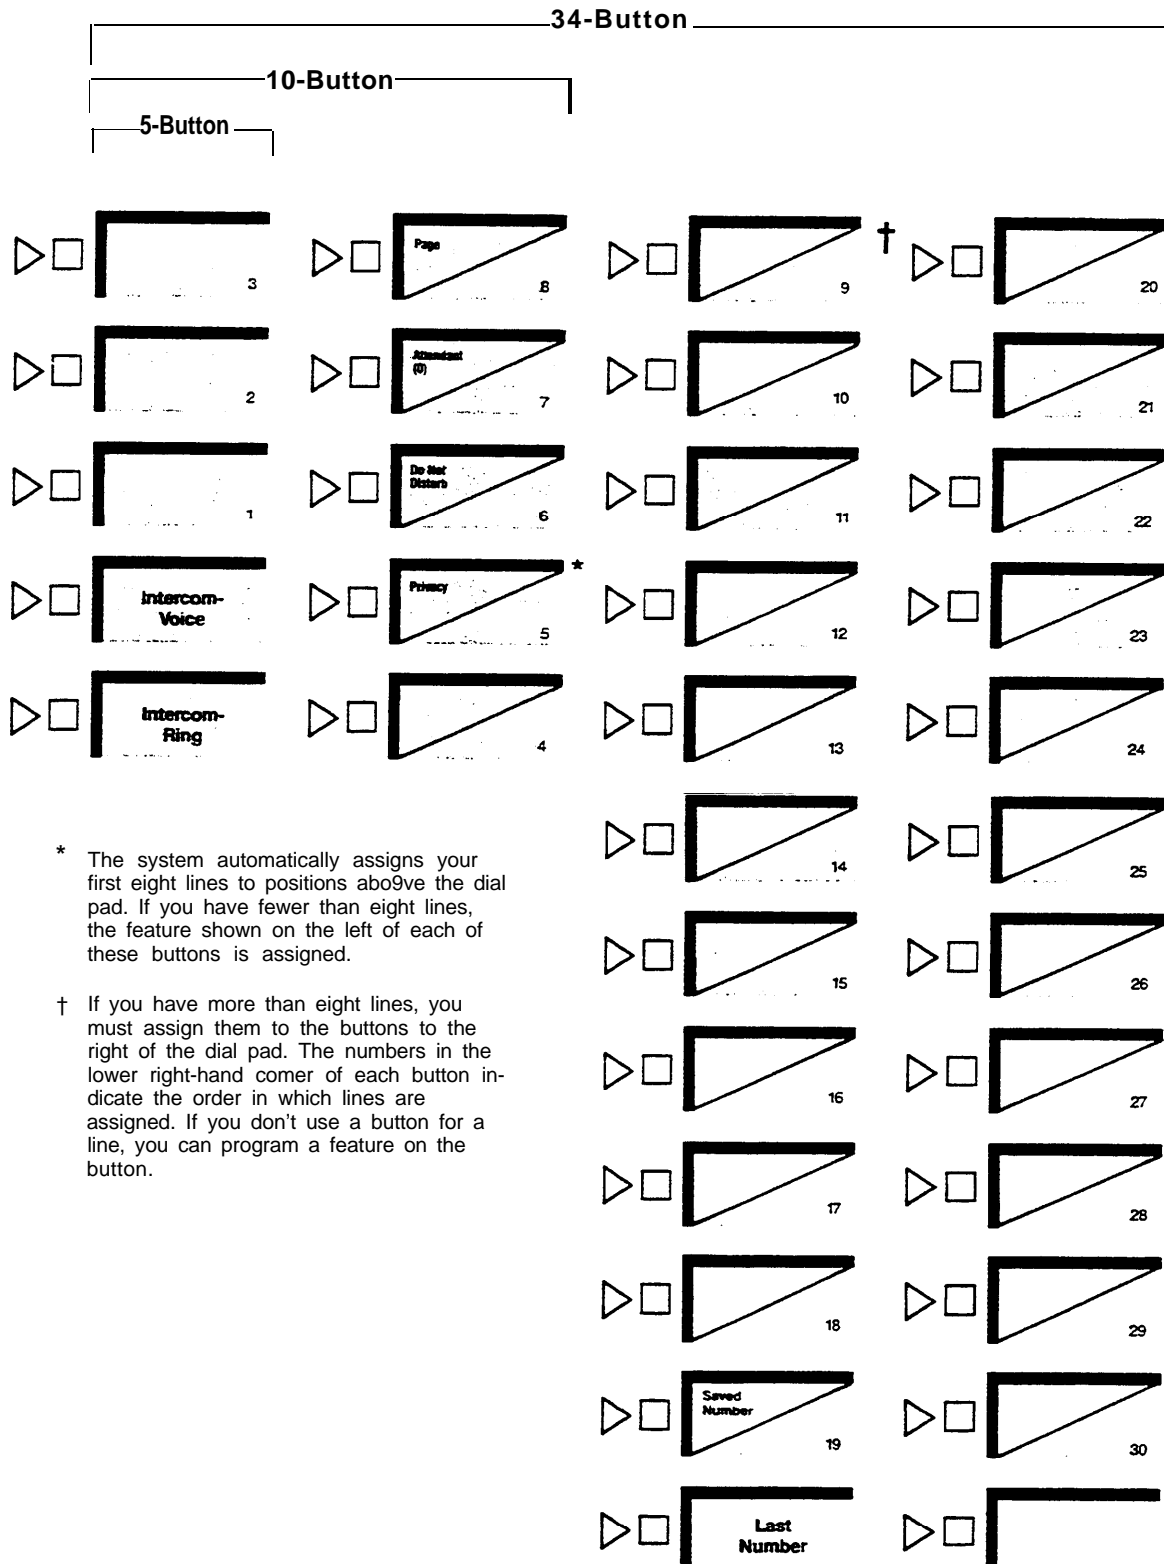 34-Button
10-Button
5-Button
3
Page
8
9
†
20
2
Attendant
(0)
7
10
21
1
Do Not
Disturb
6
11
22
Intercom-
Voice
Privacy
5
*
12
23
Intercom-
Ring
4
13
24
14
25
15
26
16
27
17
28
18
29
Saved
Number
19
30
Last
Number
* The system automatically assigns your
first eight lines to positions abo9ve the dial
pad. If you have fewer than eight lines,
the feature shown on the left of each of
these buttons is assigned.
† If you have more than eight lines, you
must assign them to the buttons to the
right of the dial pad. The numbers in the
lower right-hand comer of each button in-
dicate the order in which lines are
assigned. If you don't use a button for a
line, you can program a feature on the
button.